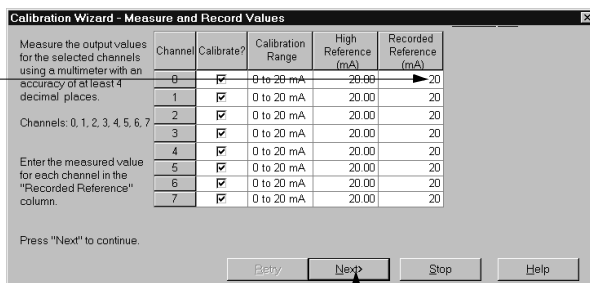 Calibration Wizard - Measure and Record Values
Measure the output values
for the selected channels
using a multimeter with an
accuracy of at least 4
decimal places.
Channels: 0, 1, 2, 3, 4, 5, 6, 7
Enter the measured value
for each channel in the
"Recorded Reference"
column.
Press "Next" to continue.
Channel Calibrate? Calibration Range High Reference (mA) Recorded Reference (mA)
0 0 to 20 mA 20.00 20
1 0 to 20 mA 20.00 20
2 0 to 20 mA 20.00 20
3 0 to 20 mA 20.00 20
4 0 to 20 mA 20.00 20
5 0 to 20 mA 20.00 20
6 0 to 20 mA 20.00 20
7 0 to 20 mA 20.00 20
Retry Next> Stop Help